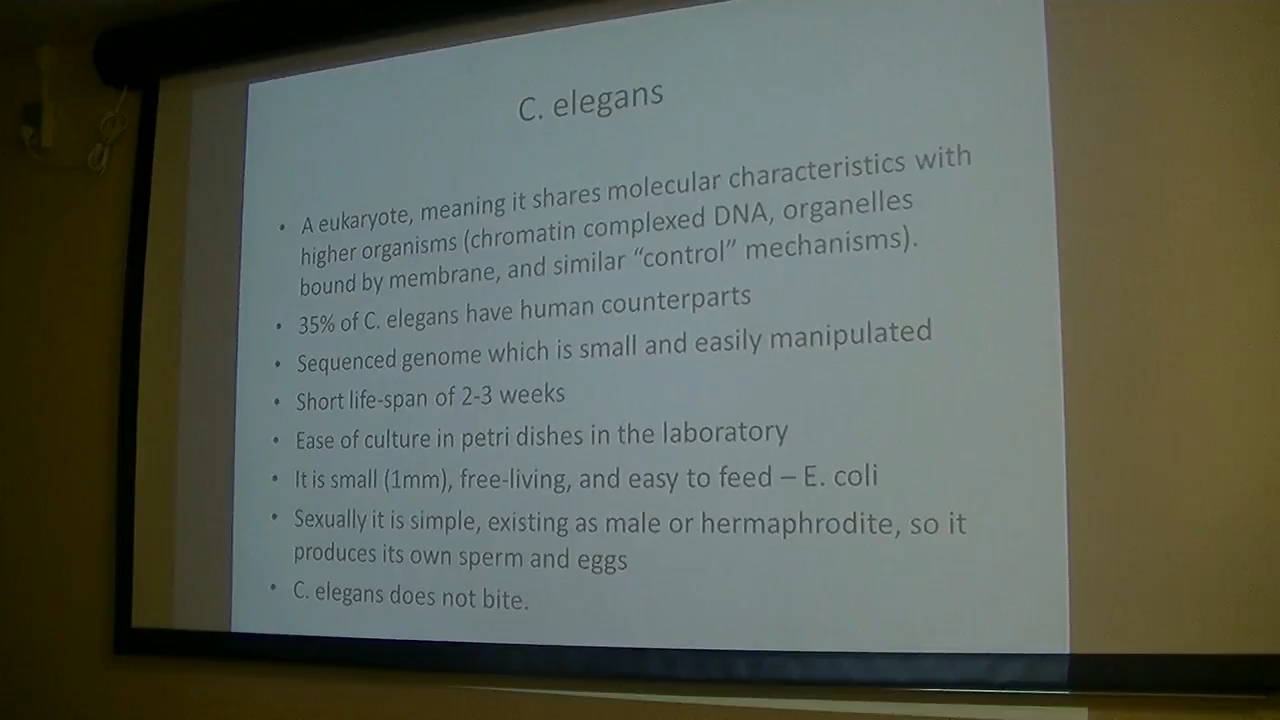 C. elegans
• A eukaryote, meaning it shares molecular characteristics with
higher organisms (chromatin complexed DNA, organelles
bound by membrane, and similar “control” mechanisms).
• 35% of C. elegans have human counterparts
• Sequenced genome which is small and easily manipulated
• Short life-span of 2-3 weeks
• Ease of culture in petri dishes in the laboratory
• It is small (1mm), free-living, and easy to feed – E. coli
• Sexually it is simple, existing as male or hermaphrodite, so it
produces its own sperm and eggs
• C. elegans does not bite.